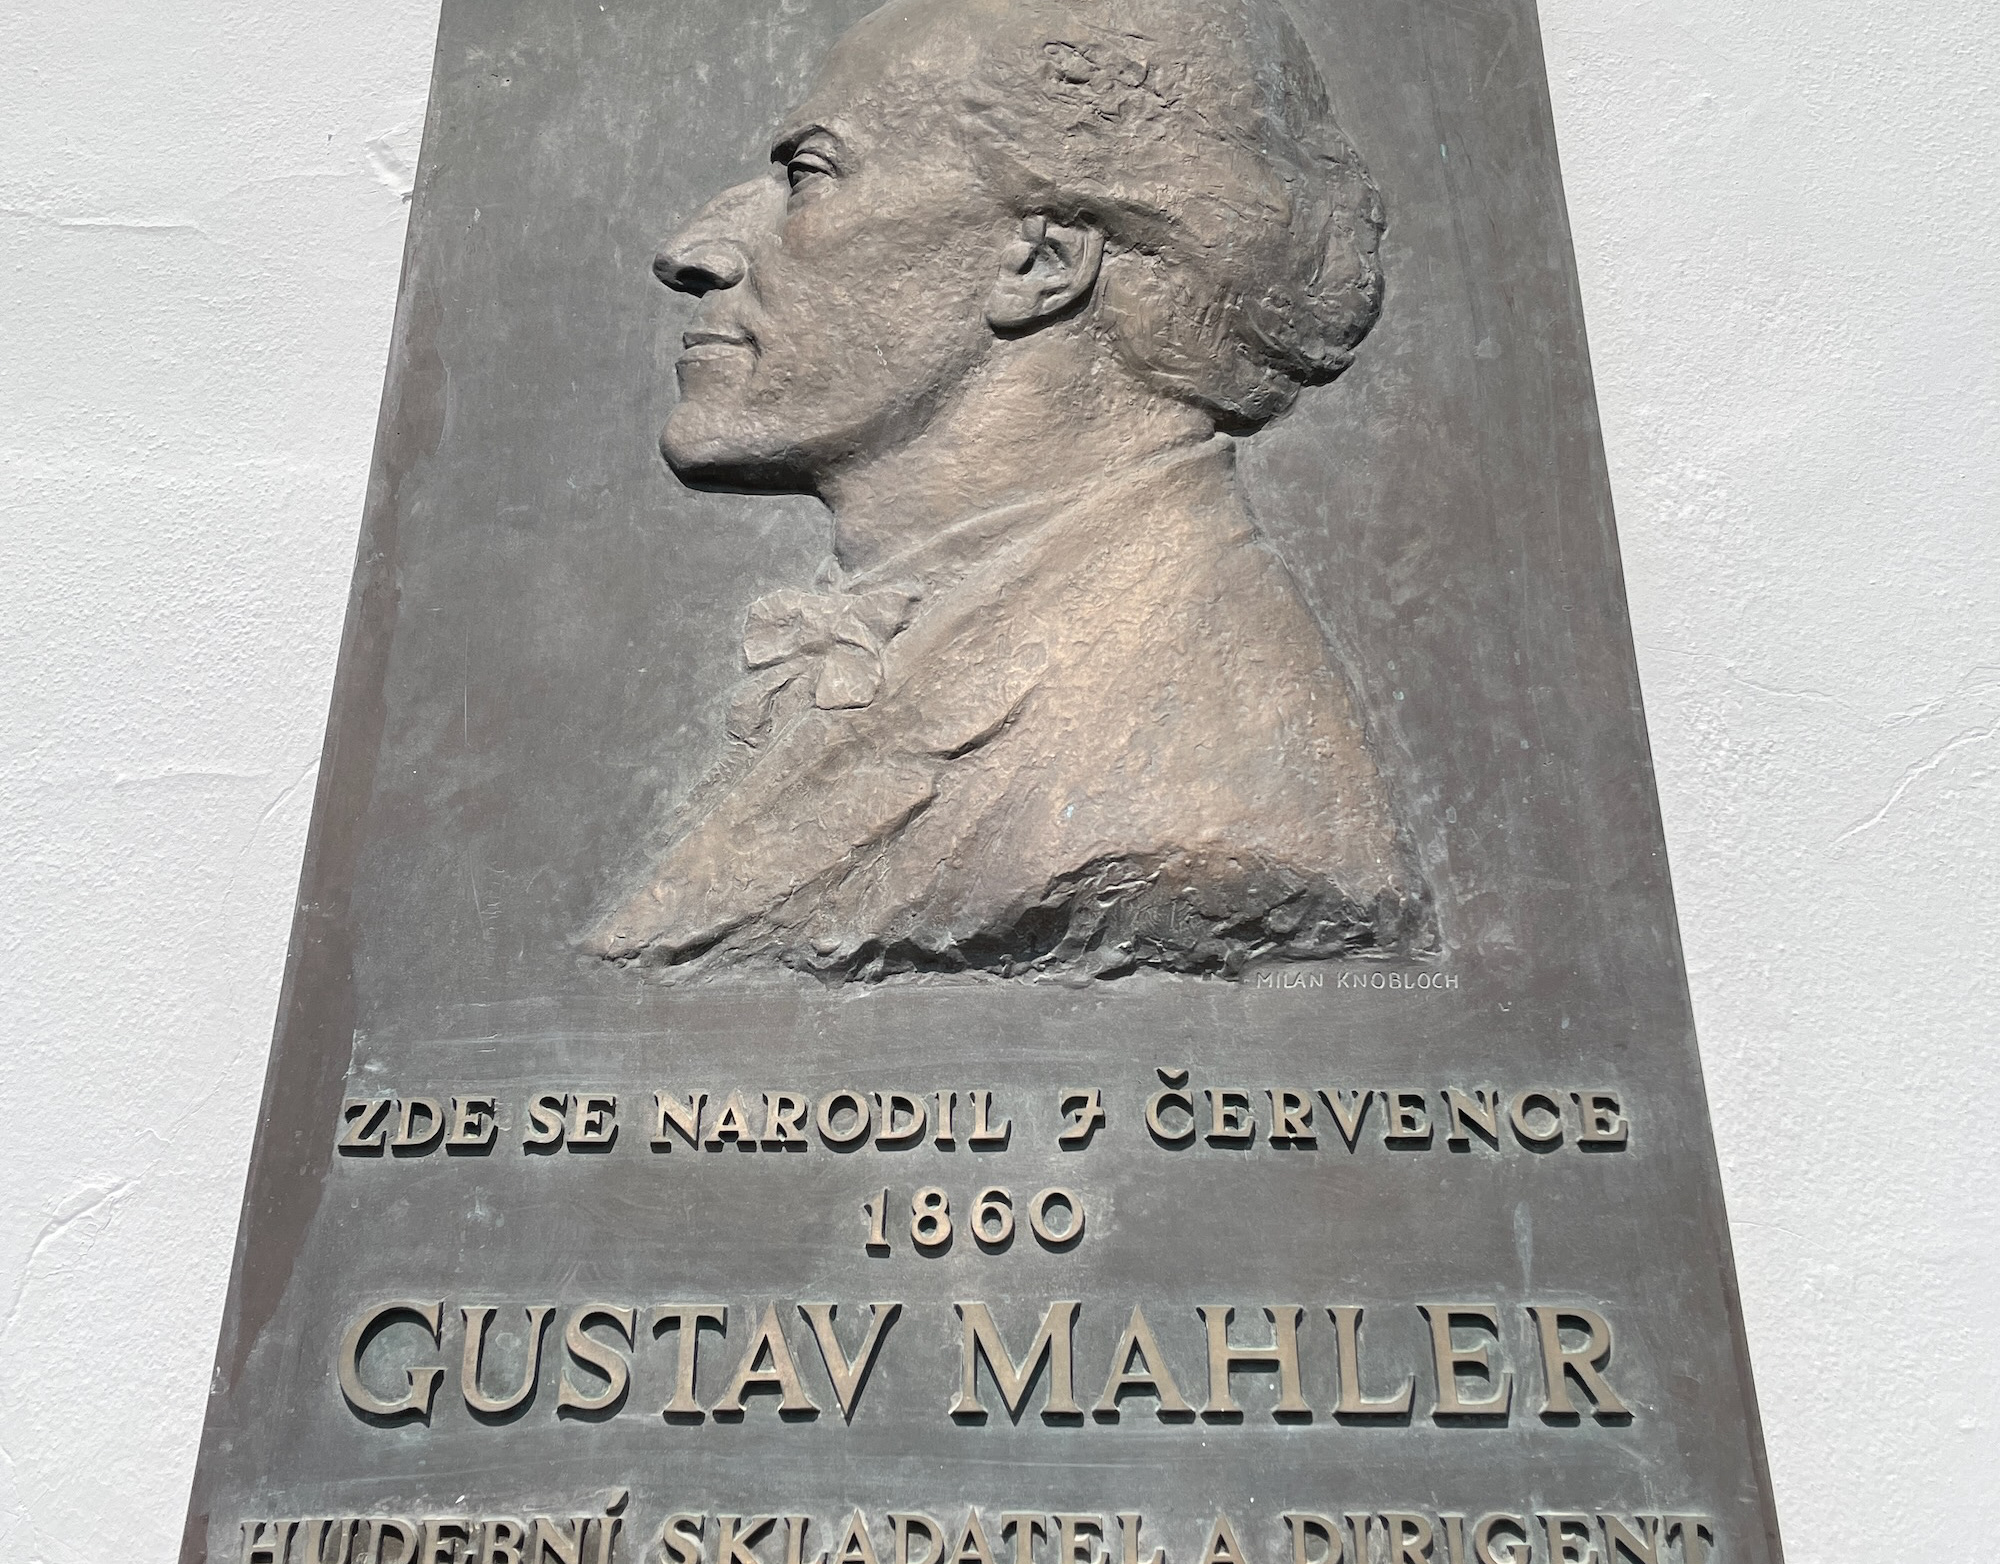 MILAN KNOBLOCH
ZDE SE NARODIL 7 ČERVENCE
1860
GUSTAV MAHLER
HUDEBNÍ SKLADATEL A DIRIGENT